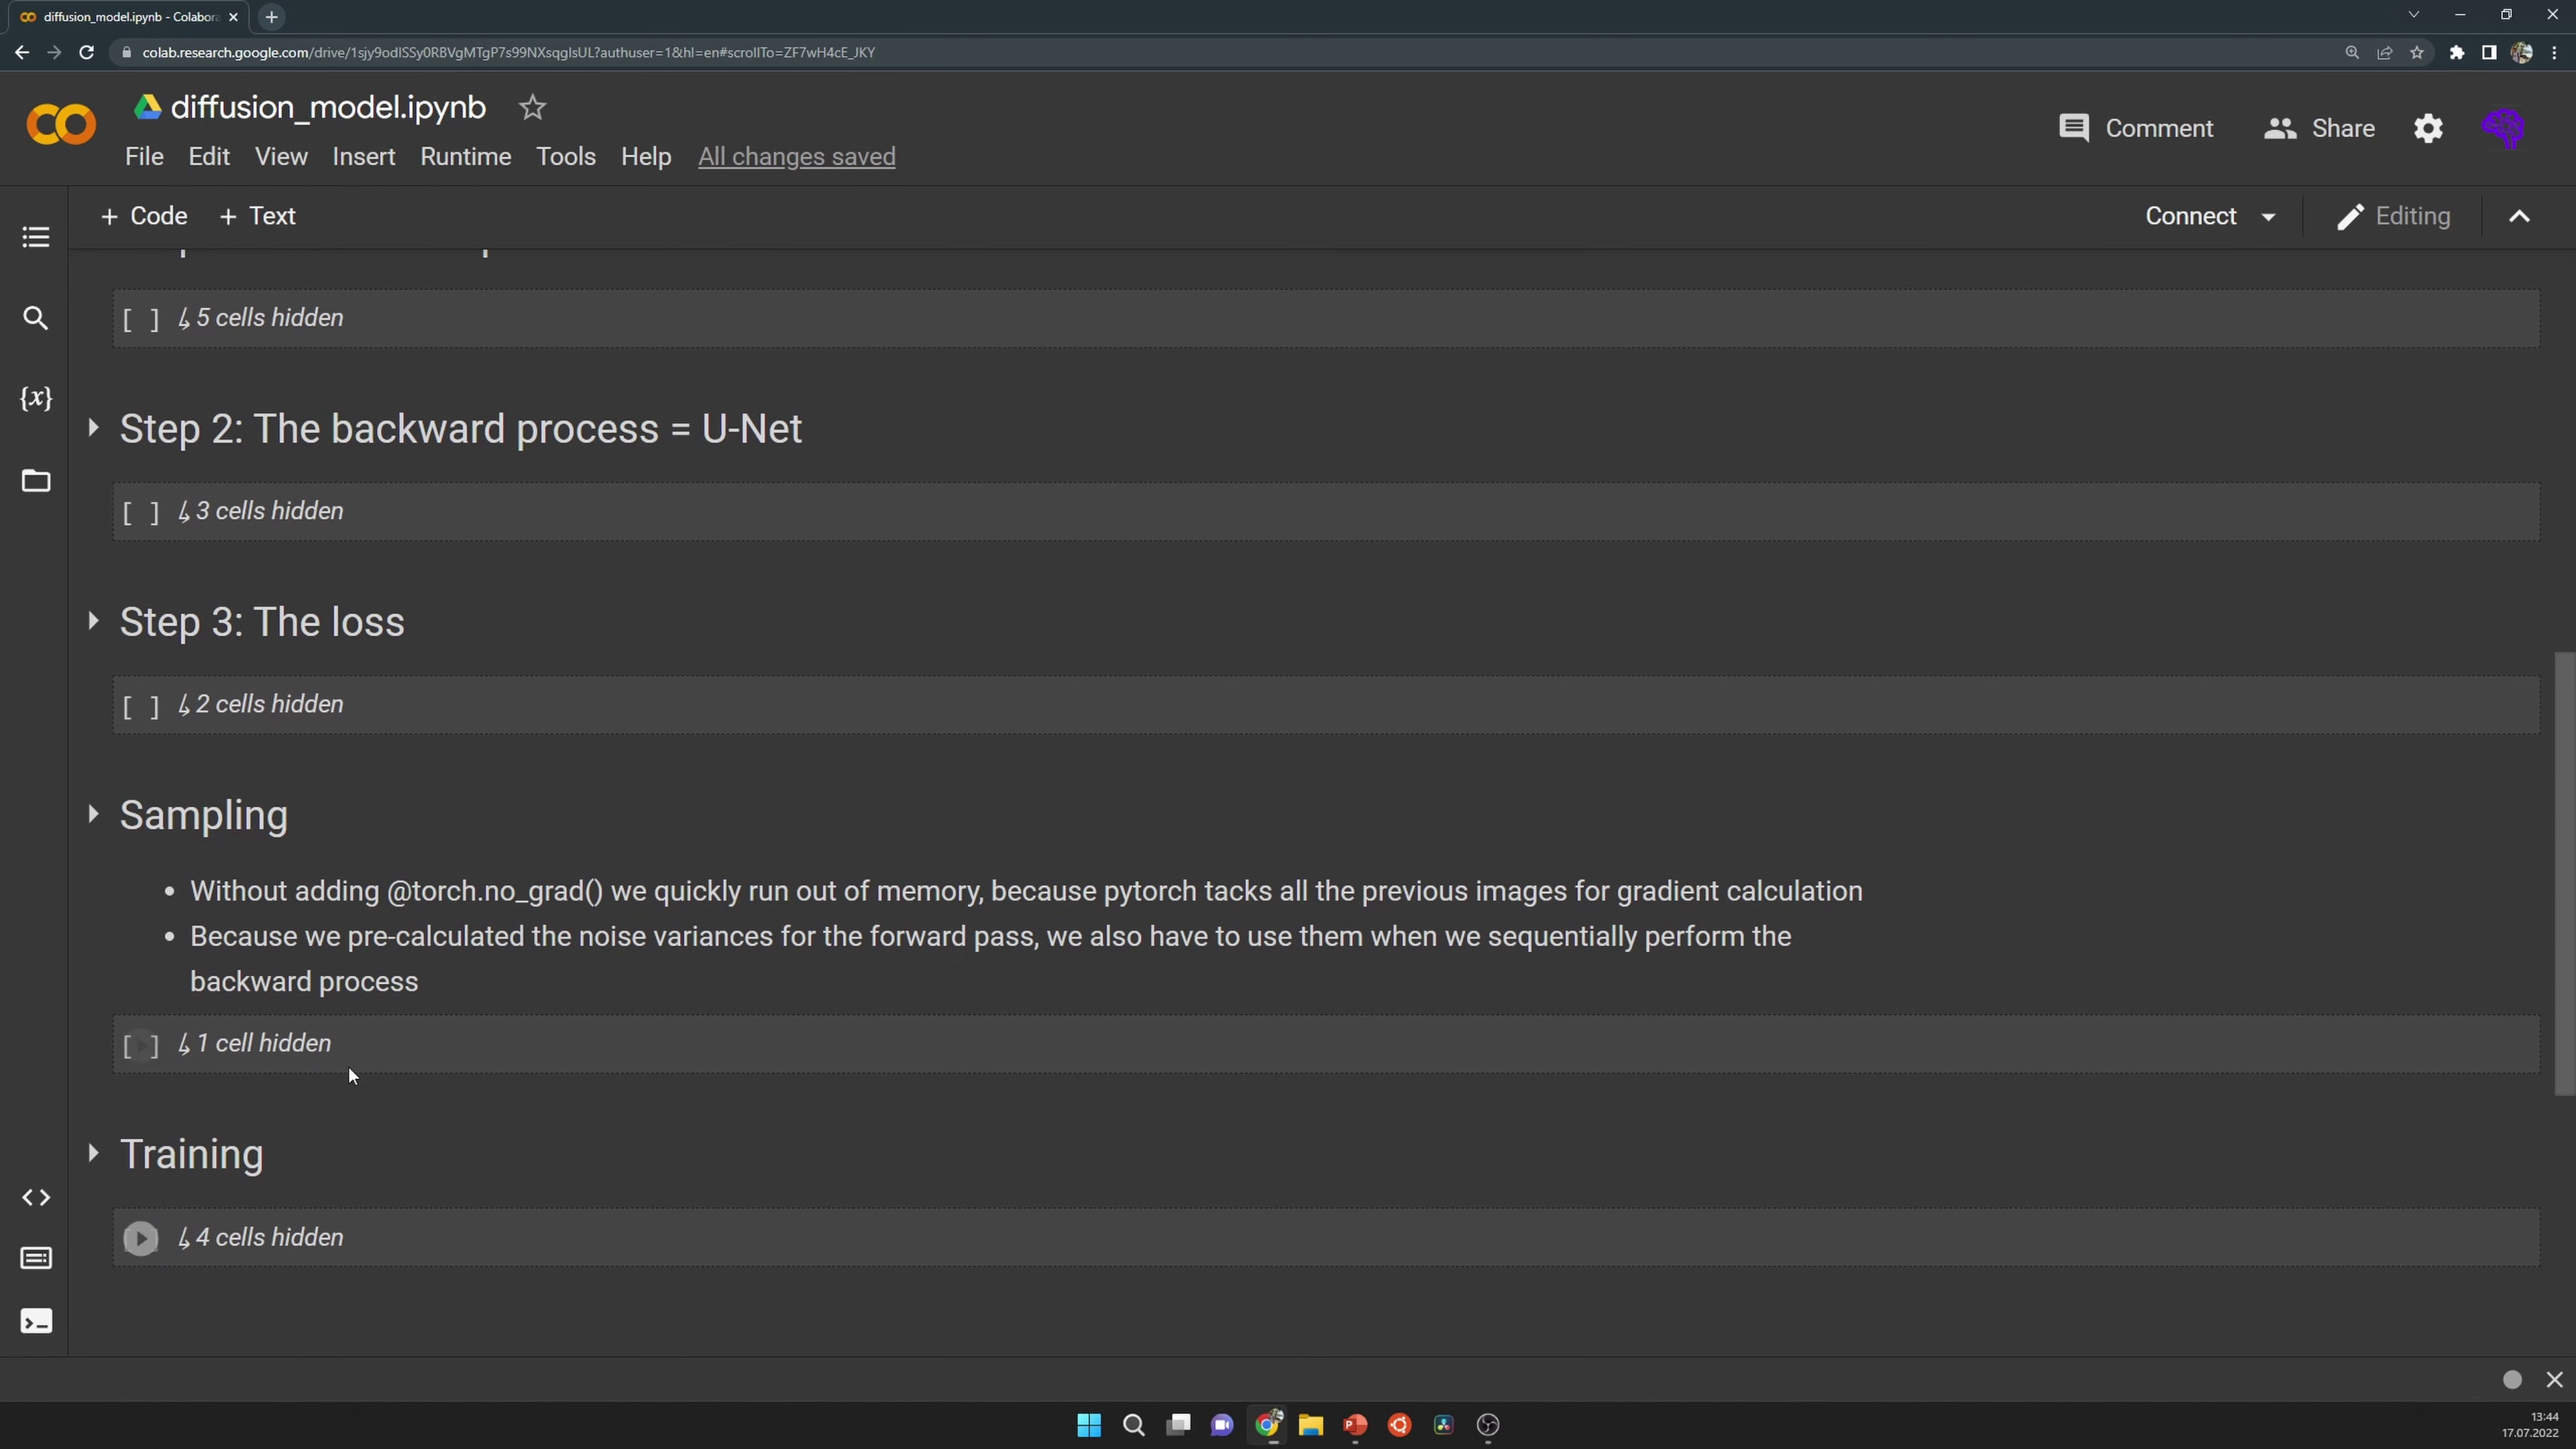 diffusion_model.ipynb - Colabora
colab.research.google.com/drive/1sjy9odlSSy0RBVgMTgP7s99NXsqglsUL?authuser=1&hl=en#scrollTo=ZF7wH4cE_JKY
diffusion_model.ipynb
Comment
Share
File Edit View Insert Runtime Tools Help All changes saved
+ Code + Text
Connect
Editing
[ ] ↳ 5 cells hidden
{x}
Step 2: The backward process = U-Net
[ ] ↳ 3 cells hidden
Step 3: The loss
[ ] ↳ 2 cells hidden
Sampling
• Without adding @torch.no_grad() we quickly run out of memory, because pytorch tacks all the previous images for gradient calculation
• Because we pre-calculated the noise variances for the forward pass, we also have to use them when we sequentially perform the
backward process
[ ] ↳ 1 cell hidden
Training
↳ 4 cells hidden
13:44
17.07.2022